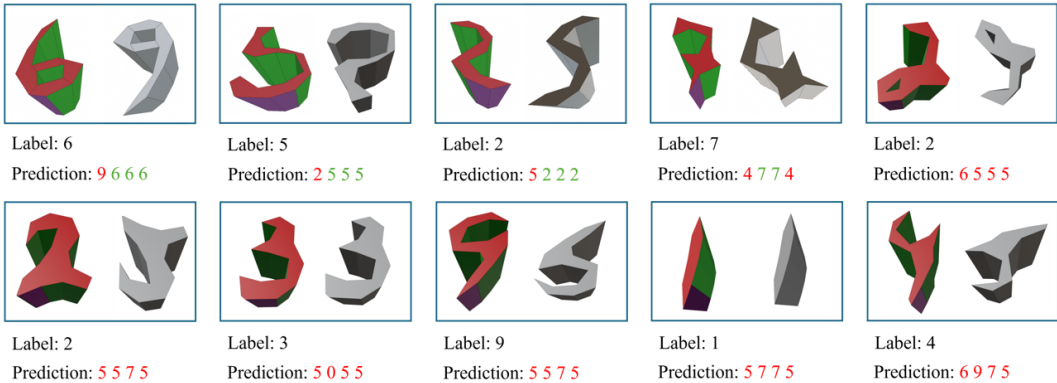 Label: 6
Prediction: 9 6 6 6
Label: 5
Prediction: 2 5 5 5
Label: 2
Prediction: 5 2 2 2
Label: 7
Prediction: 4 7 7 4
Label: 2
Prediction: 6 5 5 5
Label: 2
Prediction: 5 5 7 5
Label: 3
Prediction: 5 0 5 5
Label: 9
Prediction: 5 5 7 5
Label: 1
Prediction: 5 7 7 5
Label: 4
Prediction: 6 9 7 5